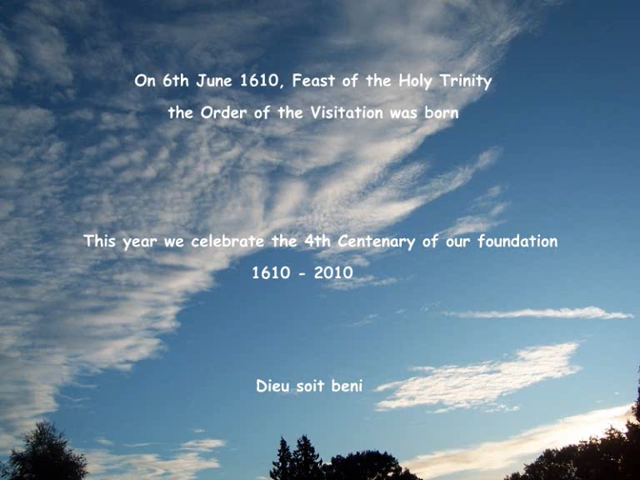 On 6th June 1610, Feast of the Holy Trinity
the Order of the Visitation was born
This year we celebrate the 4th Centenary of our foundation
1610 - 2010
Dieu soit beni